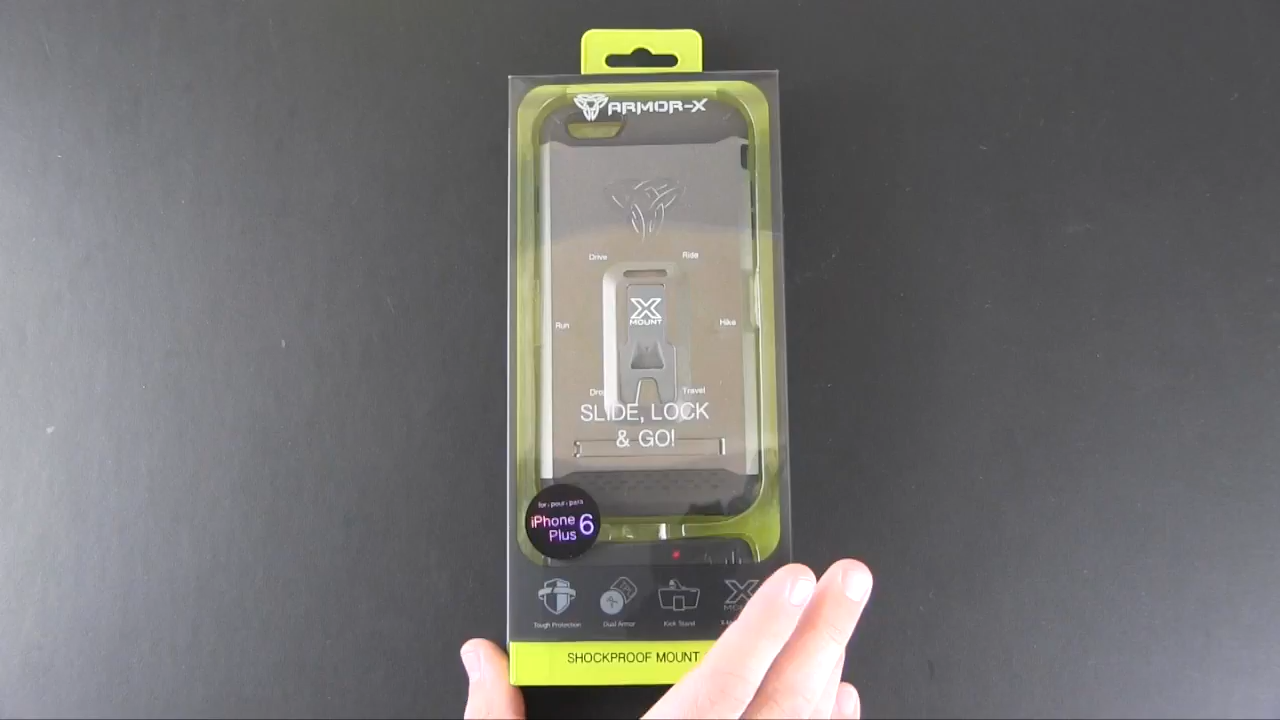 ARMOR-X
Drive
Ride
X
MOUNT
Run
Hike
Travel
SLIDE, LOCK
& GO!
for · pour · para
iPhone 6
Plus
Tough Protection
Dual Armor
Kick Stand
SHOCKPROOF MOUNT